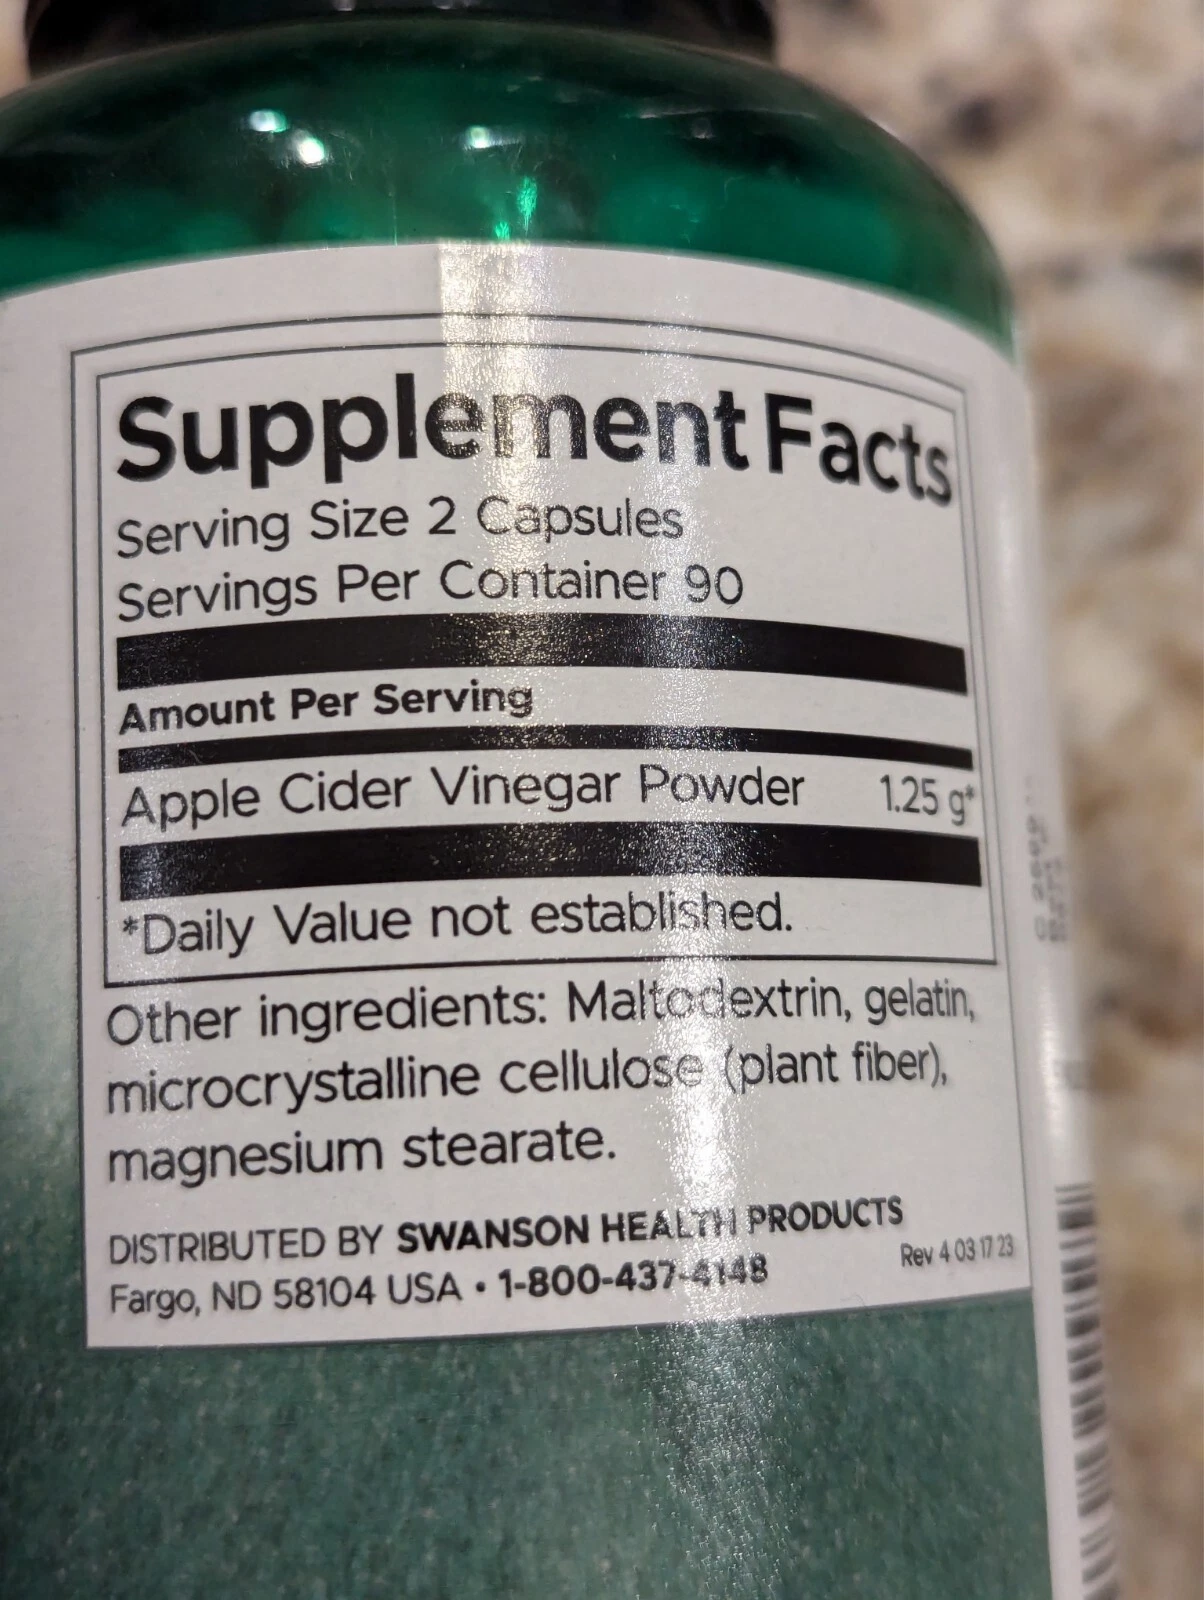 Supplement Facts
Serving Size 2 Capsules
Servings Per Container 90
Amount Per Serving
Apple Cider Vinegar Powder 1.25 g*
*Daily Value not established.
Other ingredients: Maltodextrin, gelatin,
microcrystalline cellulose (plant fiber),
magnesium stearate.
DISTRIBUTED BY SWANSON HEALTH PRODUCTS
Fargo, ND 58104 USA • 1-800-437-4148
Rev 4 03 17 23